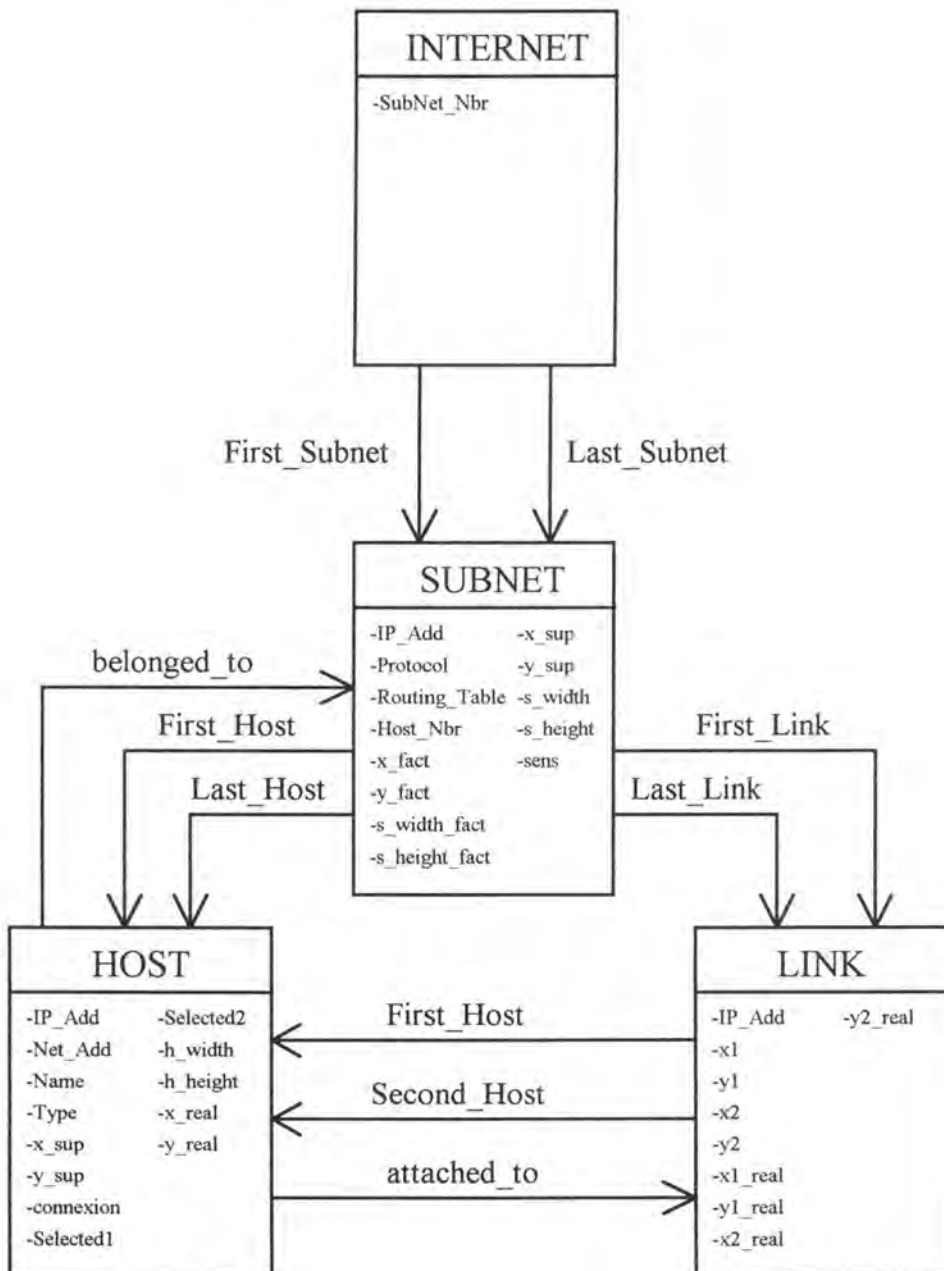 INTERNET
-SubNet_Nbr
First_Subnet
Last_Subnet
SUBNET
-IP_Add
-Protocol
-Routing_Table
-Host_Nbr
-x_fact
-y_fact
-s_width_fact
-s_height_fact
-x_sup
-y_sup
-s_width
-s_height
-sens
belonged_to
First_Host
Last_Host
First_Link
Last_Link
HOST
-IP_Add
-Net_Add
-Name
-Type
-x_sup
-y_sup
-connexion
-Selected1
-Selected2
-h_width
-h_height
-x_real
-y_real
First_Host
Second_Host
attached_to
LINK
-IP_Add
-x1
-y1
-x2
-y2
-x1_real
-y1_real
-x2_real
-y2_real